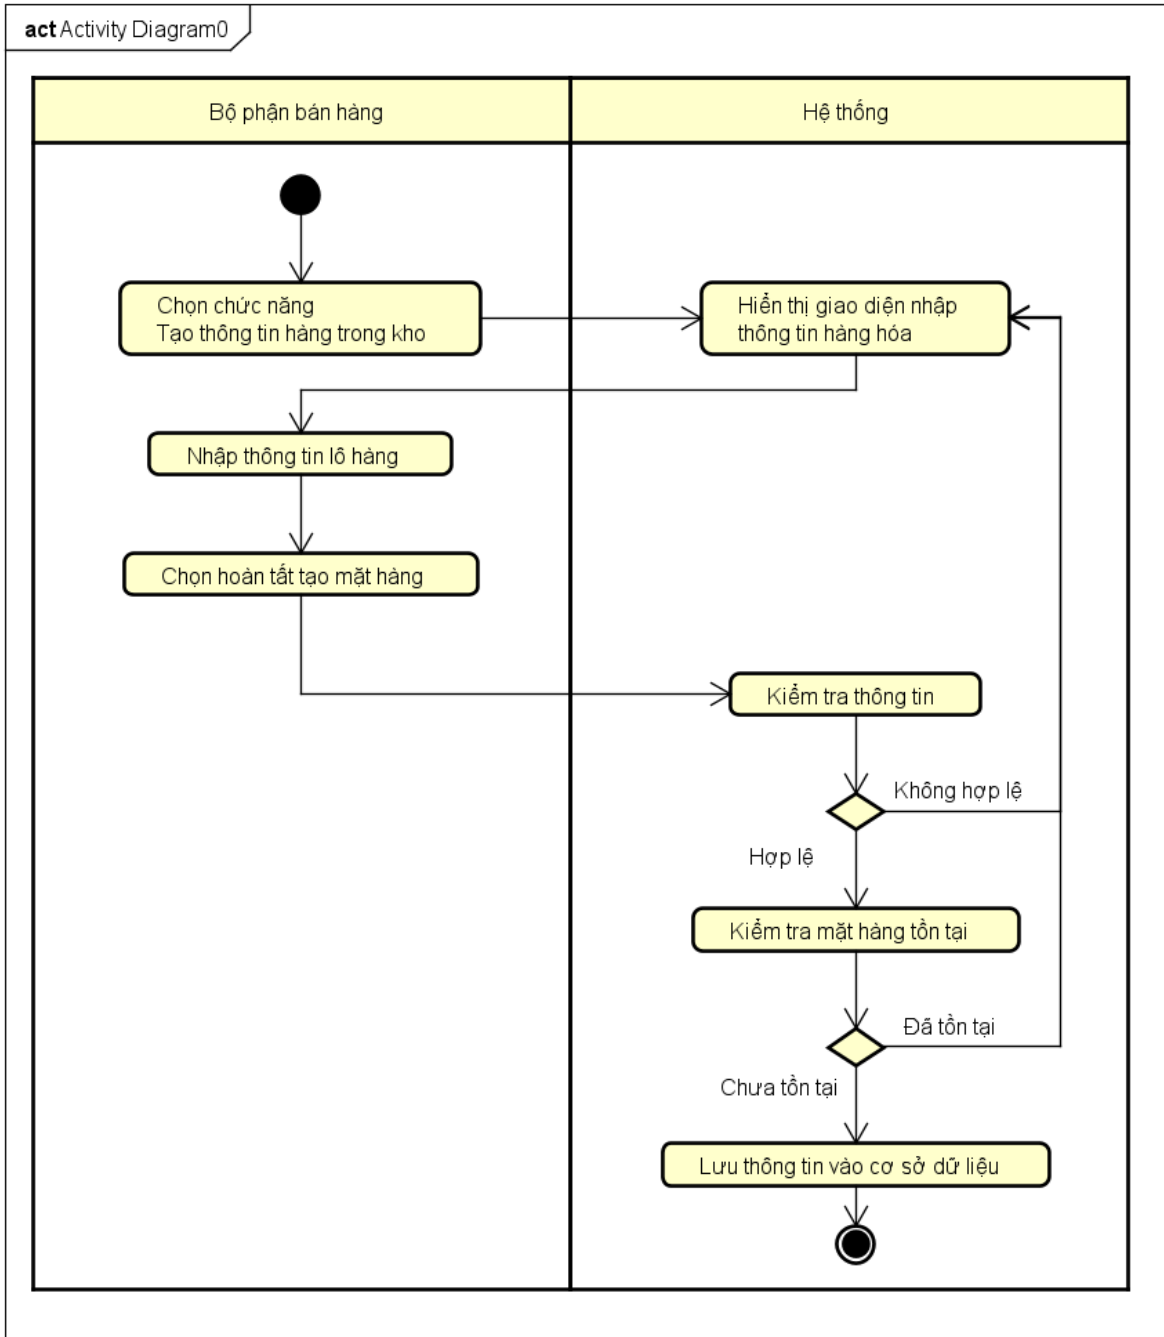 act Activity Diagram0
Bộ phận bán hàng
Hệ thống
Chọn chức năng
Tạo thông tin hàng trong kho
Hiển thị giao diện nhập
thông tin hàng hóa
Nhập thông tin lô hàng
Chọn hoàn tất tạo mặt hàng
Kiểm tra thông tin
Không hợp lệ
Hợp lệ
Kiểm tra mặt hàng tồn tại
Đã tồn tại
Chưa tồn tại
Lưu thông tin vào cơ sở dữ liệu